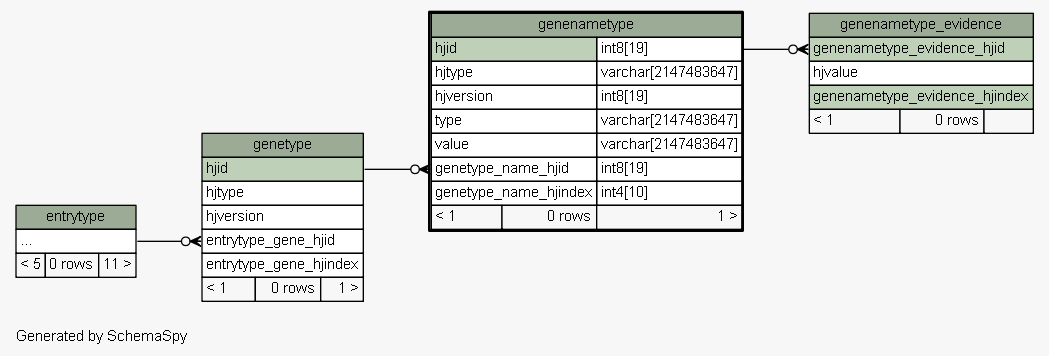 genenametype
hjid int8[19]
hjtype varchar[2147483647]
hjversion int8[19]
type varchar[2147483647]
value varchar[2147483647]
genetype_name_hjid int8[19]
genetype_name_hjindex int4[10]
< 1 0 rows 1 >
genenametype_evidence
genenametype_evidence_hjid
hjvalue
genenametype_evidence_hjindex
< 1 0 rows
genetype
hjid
hjtype
hjversion
entrytype_gene_hjid
entrytype_gene_hjindex
< 1 0 rows 1 >
entrytype
...
< 5 0 rows 11 >
Generated by SchemaSpy